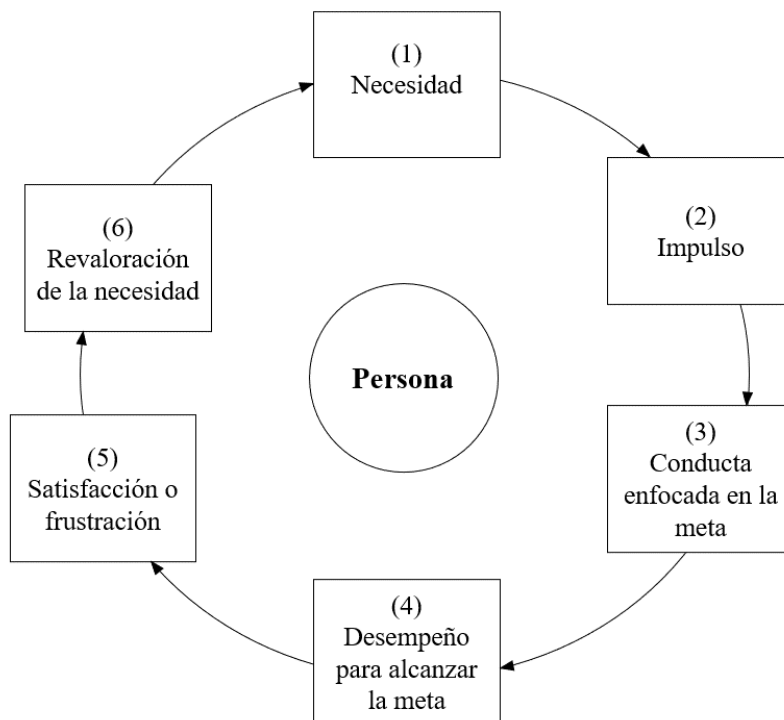 (1)
Necesidad
(2)
Impulso
(3)
Conducta
enfocada en la
meta
(4)
Desempeño
para alcanzar
la meta
(5)
Satisfacción o
frustración
(6)
Revaloración
de la necesidad
Persona